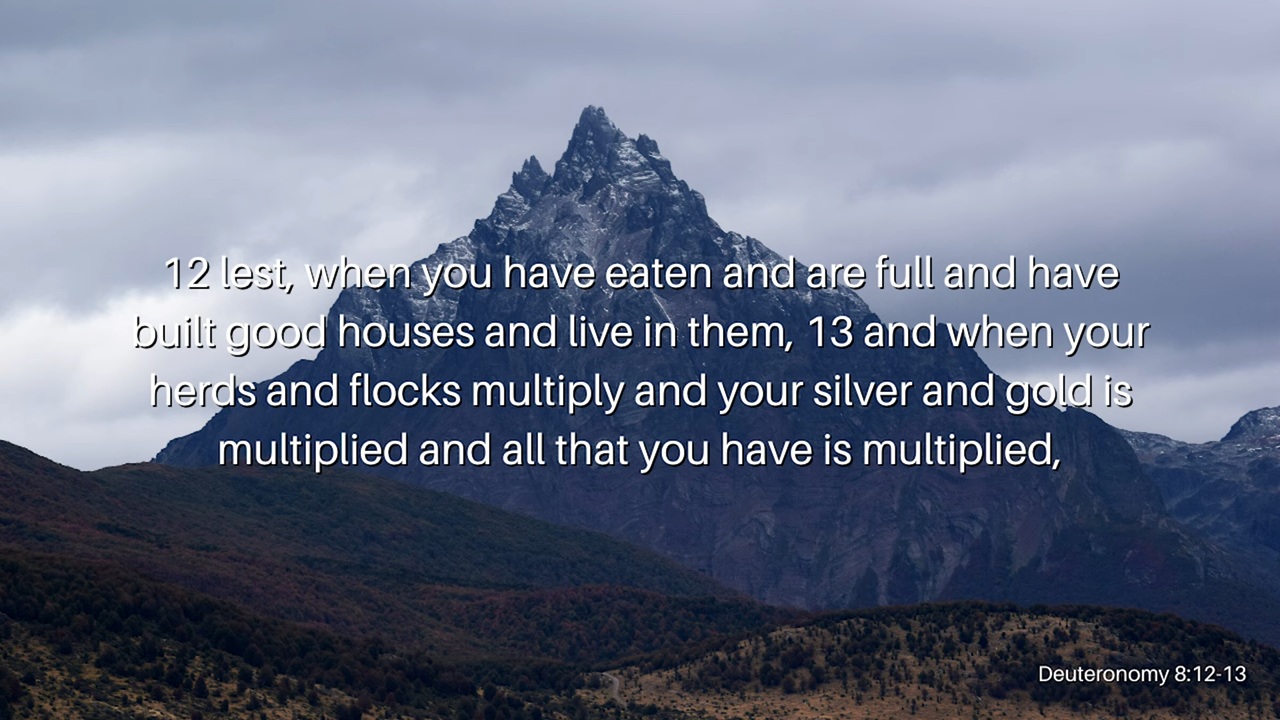 12 lest, when you have eaten and are full and have
built good houses and live in them, 13 and when your
herds and flocks multiply and your silver and gold is
multiplied and all that you have is multiplied,
Deuteronomy 8:12-13